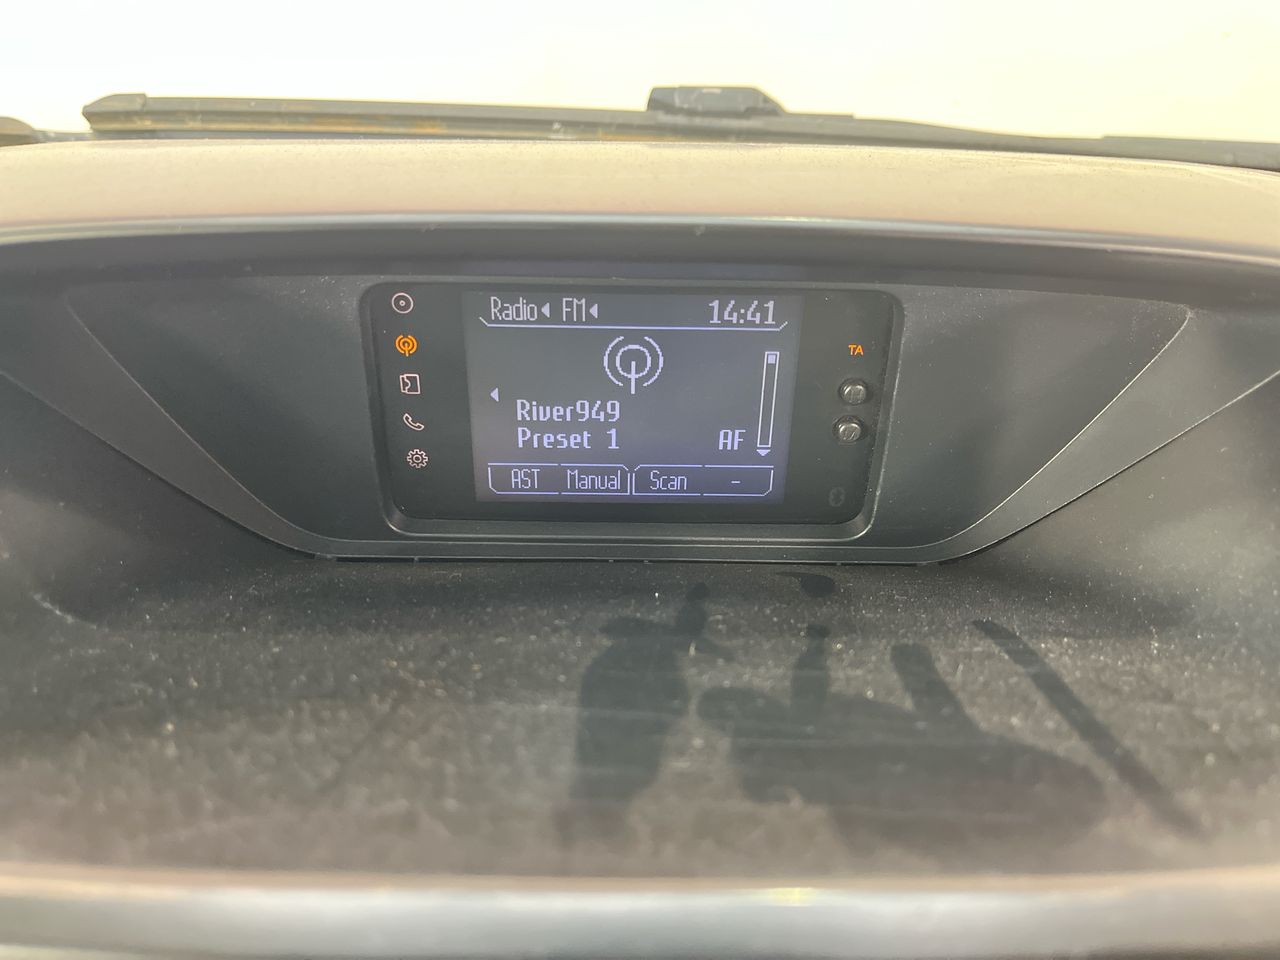 Radio FM 14:41
TA
River949
Preset 1 AF
AST Manual Scan -